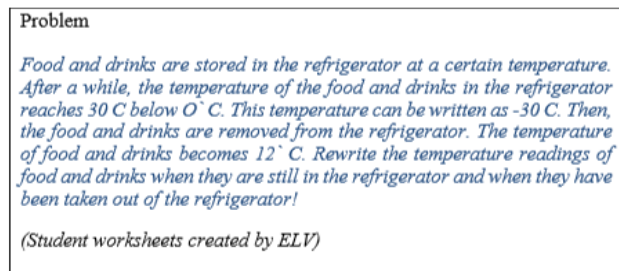 Problem
Food and drinks are stored in the refrigerator at a certain temperature.
After a while, the temperature of the food and drinks in the refrigerator
reaches 30 C below O` C. This temperature can be written as -30 C. Then,
the food and drinks are removed from the refrigerator. The temperature
of food and drinks becomes 12` C. Rewrite the temperature readings of
food and drinks when they are still in the refrigerator and when they have
been taken out of the refrigerator!
(Student worksheets created by ELV)